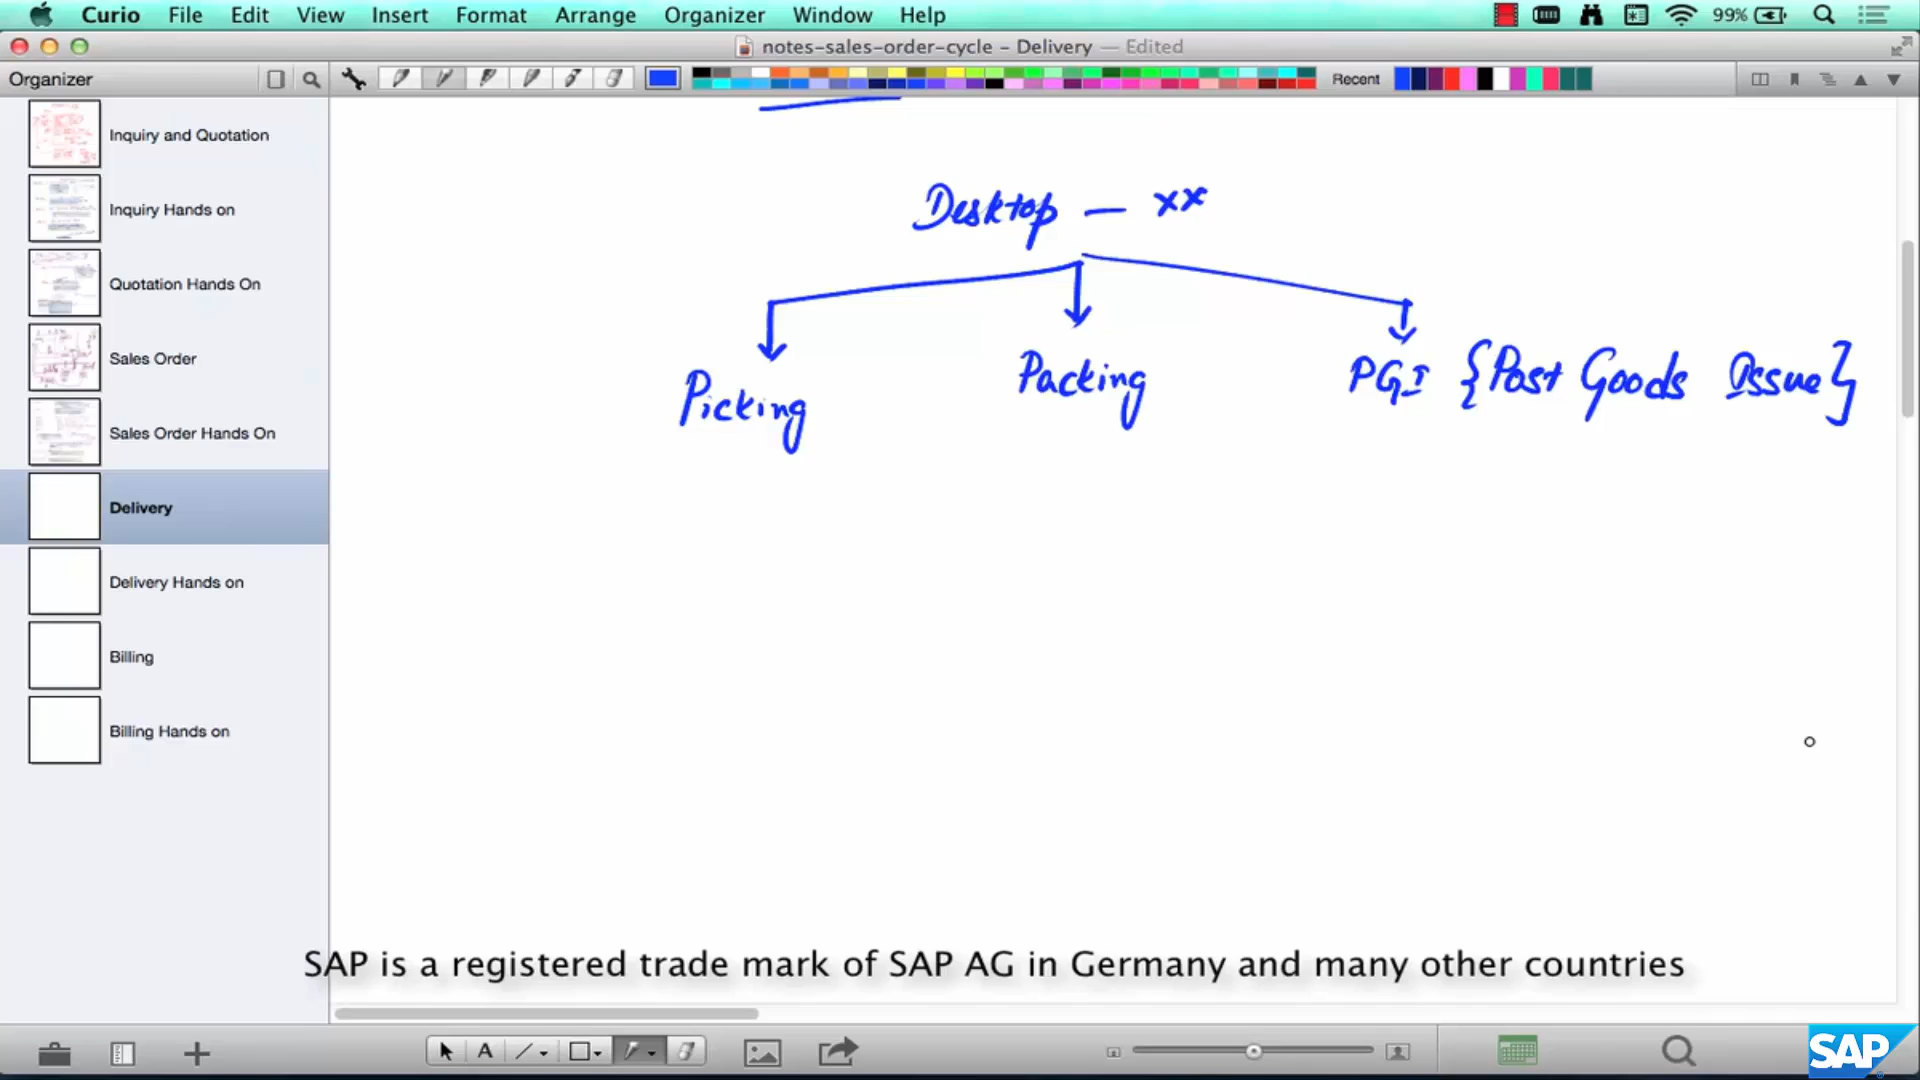 Curio File Edit View Insert Format Arrange Organizer Window Help 99%
notes-sales-order-cycle – Delivery — Edited
Organizer Recent
Inquiry and Quotation
Inquiry Hands on
Quotation Hands On
Sales Order
Sales Order Hands On
Delivery
Delivery Hands on
Billing
Billing Hands on
Desktop — xx
Picking Packing PGI {Post Goods Issue}
SAP is a registered trade mark of SAP AG in Germany and many other countries
A
SAP